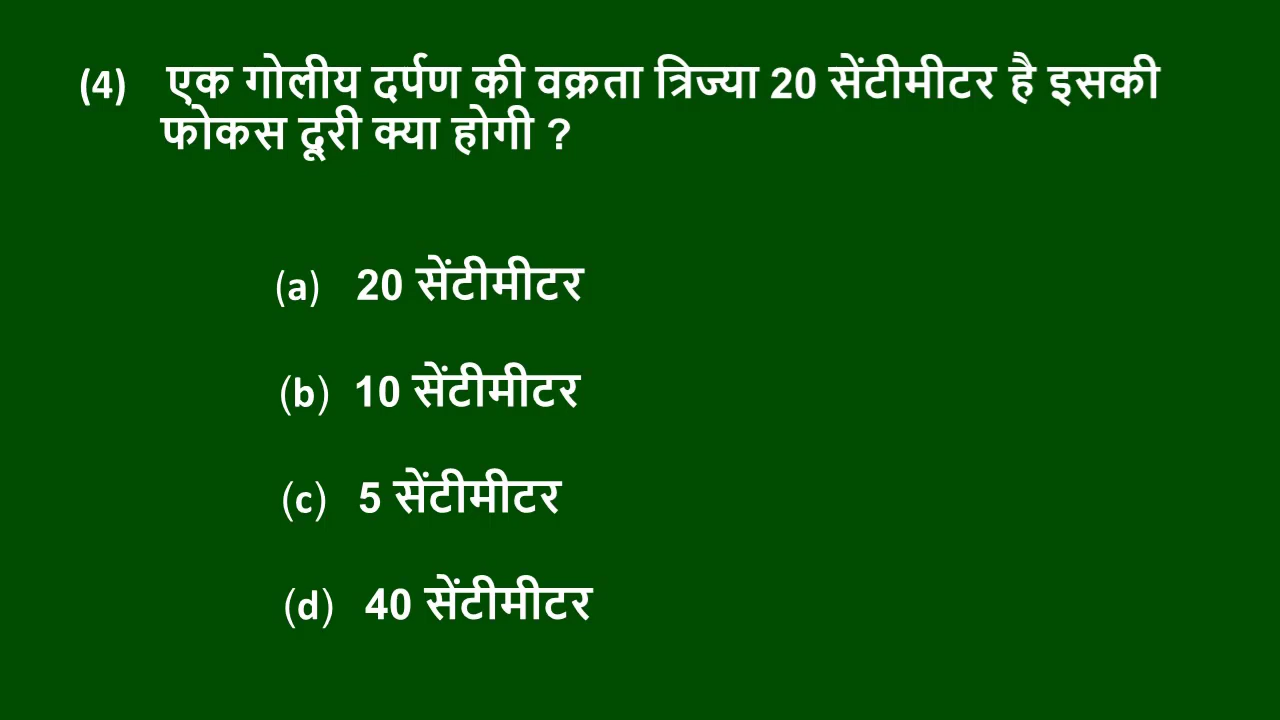 (4) एक गोलीय दर्पण की वक्रता त्रिज्या 20 सेंटीमीटर है इसकी
फोकस दूरी क्या होगी ?
(a) 20 सेंटीमीटर
(b) 10 सेंटीमीटर
(c) 5 सेंटीमीटर
(d) 40 सेंटीमीटर